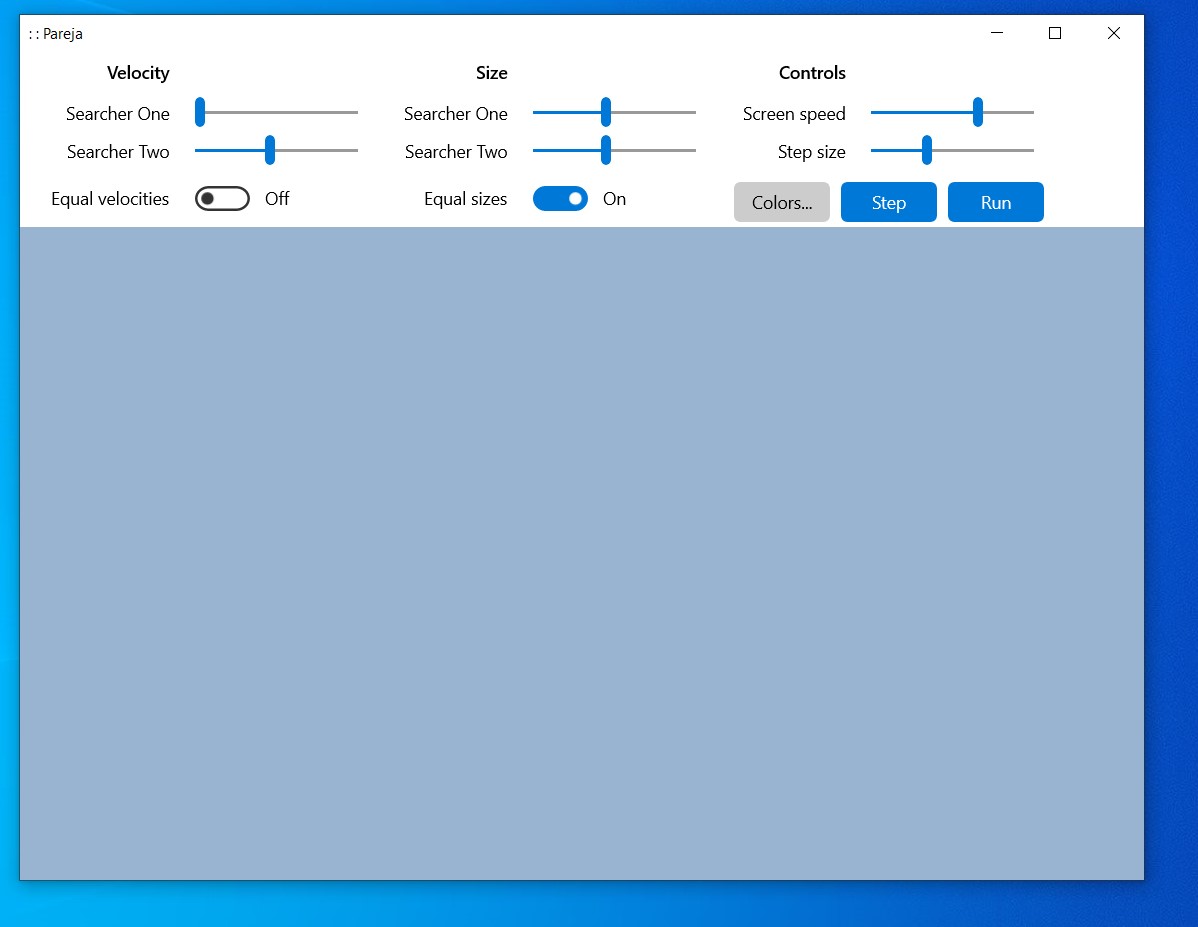 :: Pareja
Velocity Size Controls
Searcher One Searcher One Screen speed
Searcher Two Searcher Two Step size
Equal velocities Off Equal sizes On Colors... Step Run